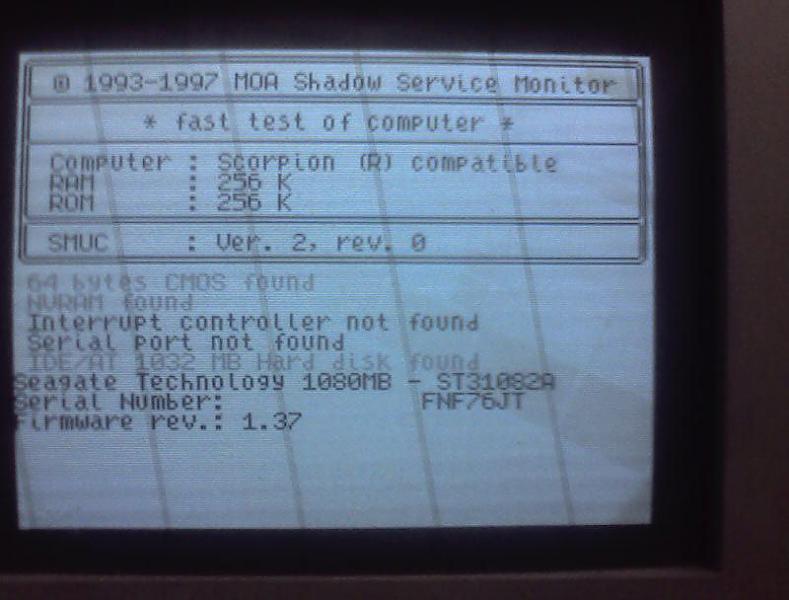 © 1993-1997 MOA Shadow Service Monitor
* fast test of computer *
Computer : Scorpion (R) compatible
RAM : 256 K
ROM : 256 K
SMUC : Ver. 2, rev. 0
64 bytes CMOS found
NVRAM found
Interrupt controller not found
Serial port not found
IDE/AT 1032 MB Hard disk found
Seagate Technology 1080MB - ST31082A
Serial Number: FNF76JT
Firmware rev.: 1.37